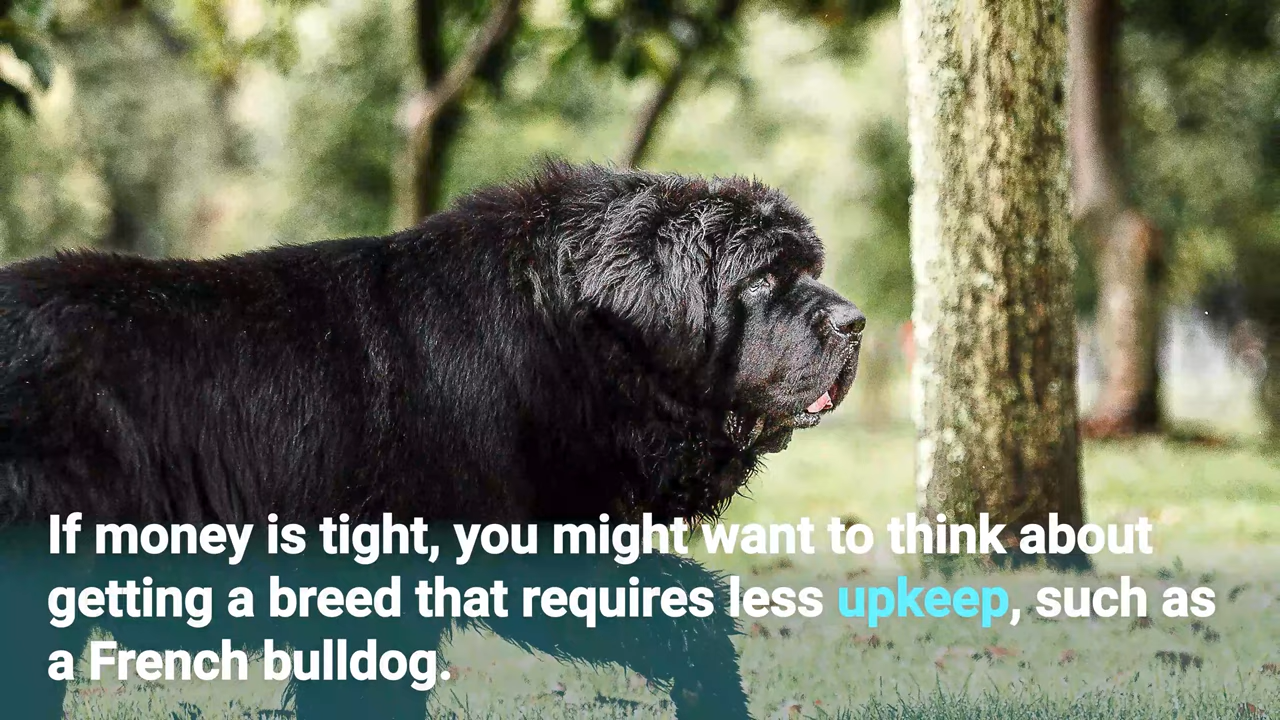 If money is tight, you might want to think about
getting a breed that requires less upkeep, such as
a French bulldog.